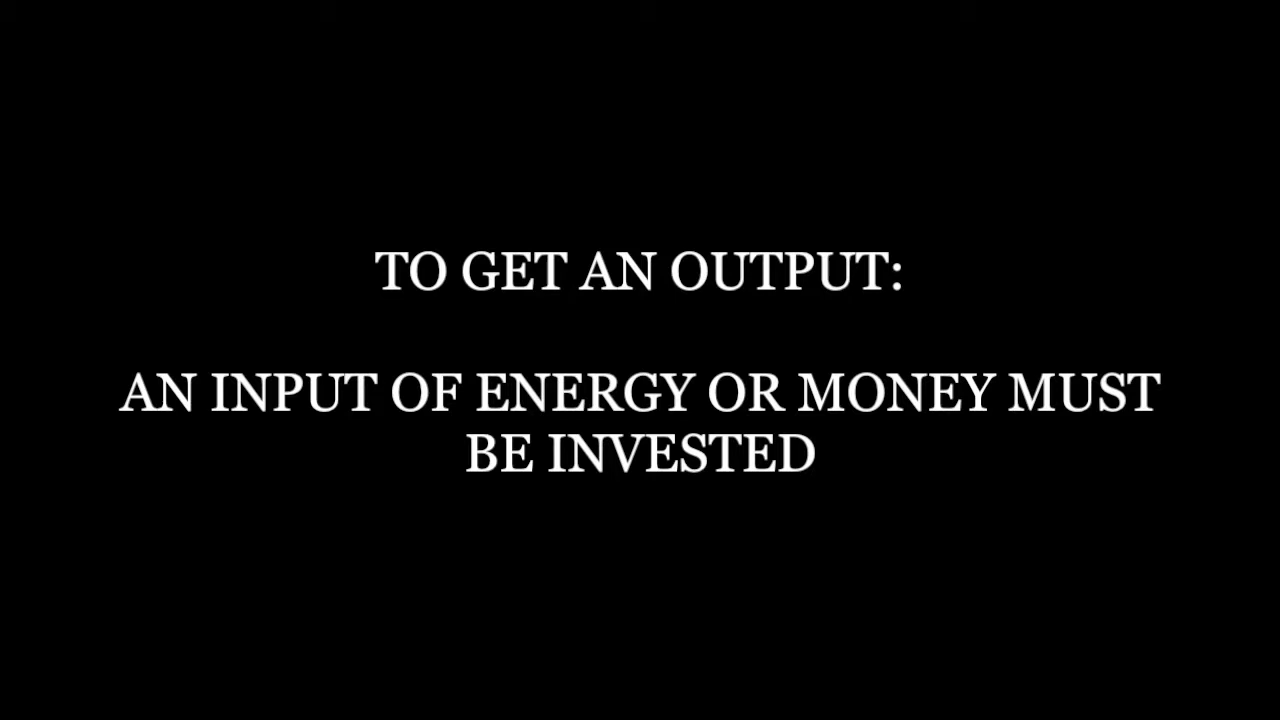 TO GET AN OUTPUT:
AN INPUT OF ENERGY OR MONEY MUST
BE INVESTED